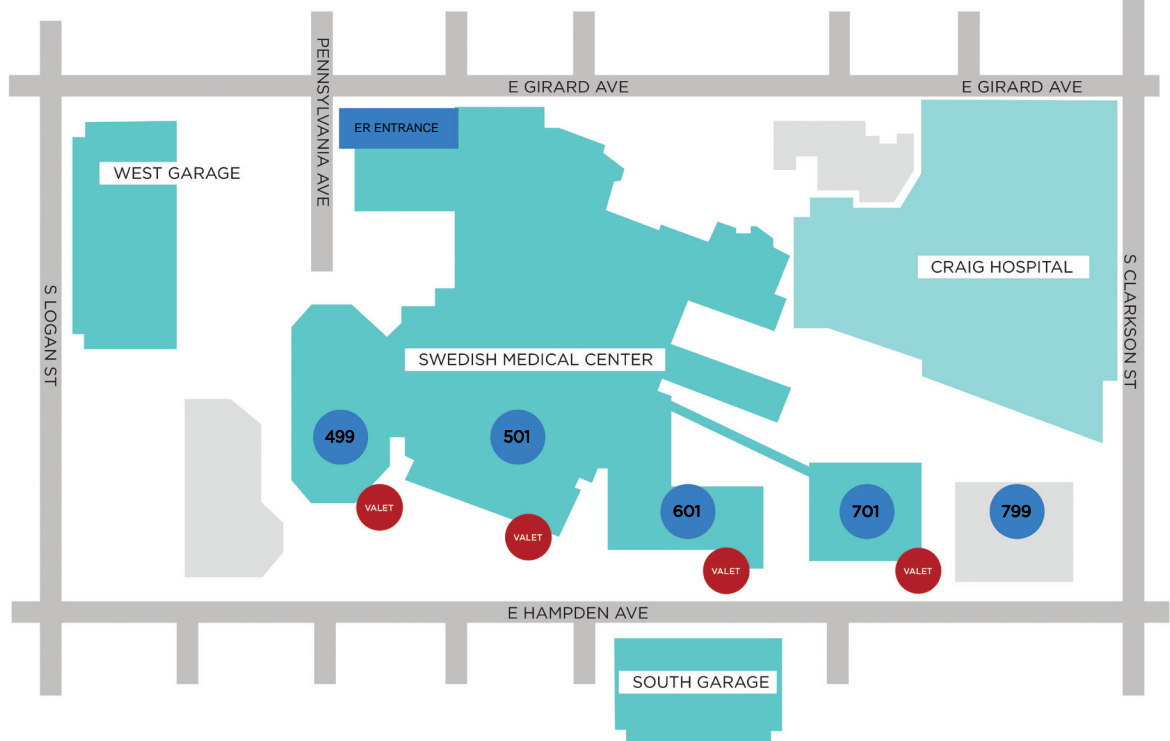 PENNSYLVANIA AVE
E GIRARD AVE
E GIRARD AVE
ER ENTRANCE
WEST GARAGE
CRAIG HOSPITAL
S LOGAN ST
S CLARKSON ST
SWEDISH MEDICAL CENTER
499
501
601
701
799
VALET
VALET
VALET
VALET
E HAMPDEN AVE
SOUTH GARAGE